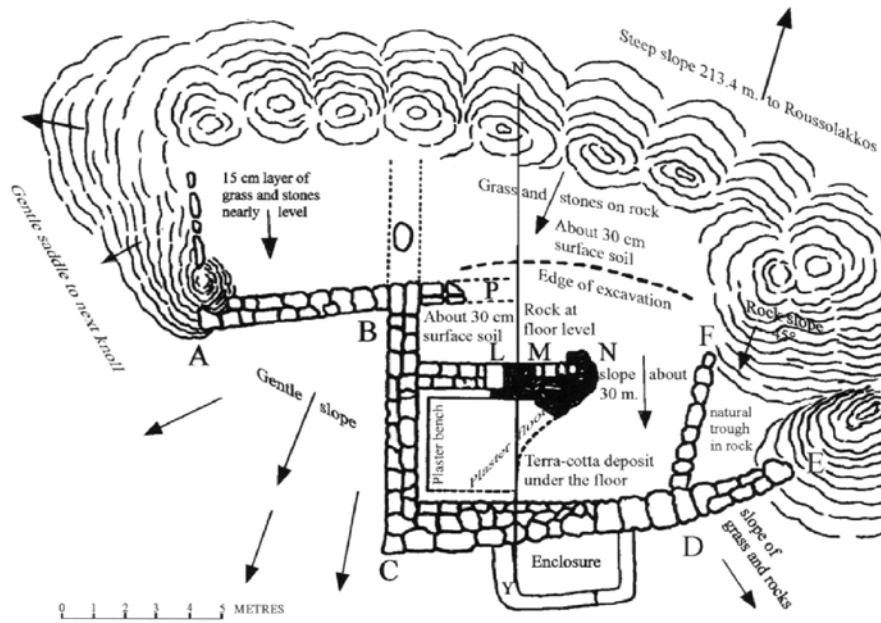 Steep slope 213.4 m. to Roussolakkos
N
15 cm layer of
grass and stones
nearly
level
Grass and stones on rock
About 30 cm
surface soil
Gentle saddle to next knoll
Edge of excavation
P
A
B
About 30 cm
surface soil
Rock at
floor level
Rock slope
45°
F
L
M
N
slope about
30 m.
Gentle slope
natural
trough
in rock
Plaster bench
Plaster floor
Terra-cotta deposit
under the floor
E
D
slope of
grass and rocks
C
Enclosure
Y
0 1 2 3 4 5 METRES